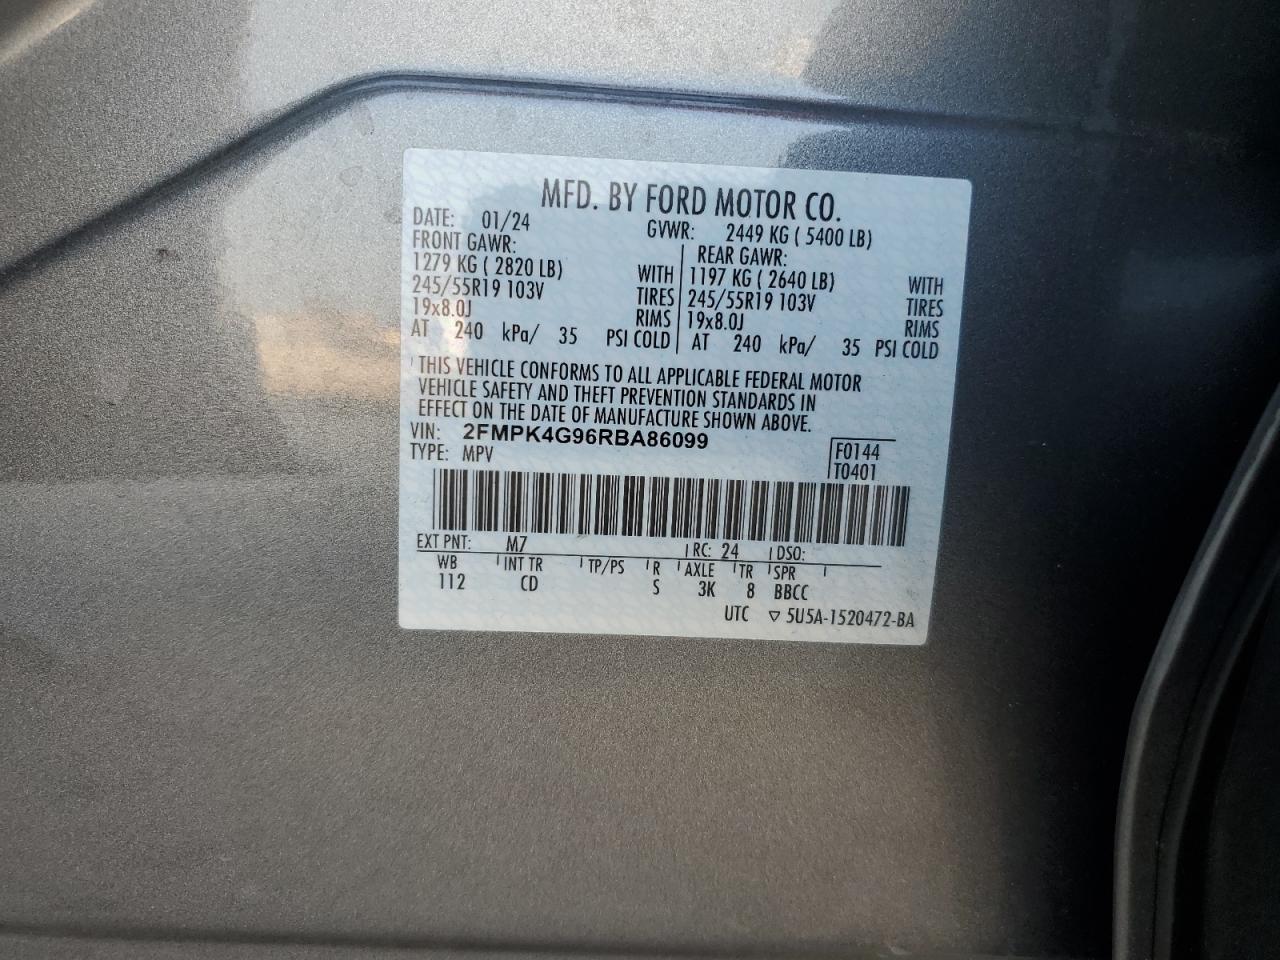 MFD. BY FORD MOTOR CO.
DATE: 01/24 GVWR: 2449 KG ( 5400 LB)
FRONT GAWR: REAR GAWR:
1279 KG ( 2820 LB) WITH 1197 KG ( 2640 LB) WITH
245/55R19 103V TIRES 245/55R19 103V TIRES
19x8.0J RIMS 19x8.0J RIMS
AT 240 kPa/ 35 PSI COLD AT 240 kPa/ 35 PSI COLD
THIS VEHICLE CONFORMS TO ALL APPLICABLE FEDERAL MOTOR
VEHICLE SAFETY AND THEFT PREVENTION STANDARDS IN
EFFECT ON THE DATE OF MANUFACTURE SHOWN ABOVE.
VIN: 2FMPK4G96RBA86099 F0144
TYPE: MPV T0401
EXT PNT: M7 RC: 24 DSO:
WB INT TR TP/PS R AXLE TR SPR
112 CD S 3K 8 BBCC
UTC ▽ 5U5A-1520472-BA